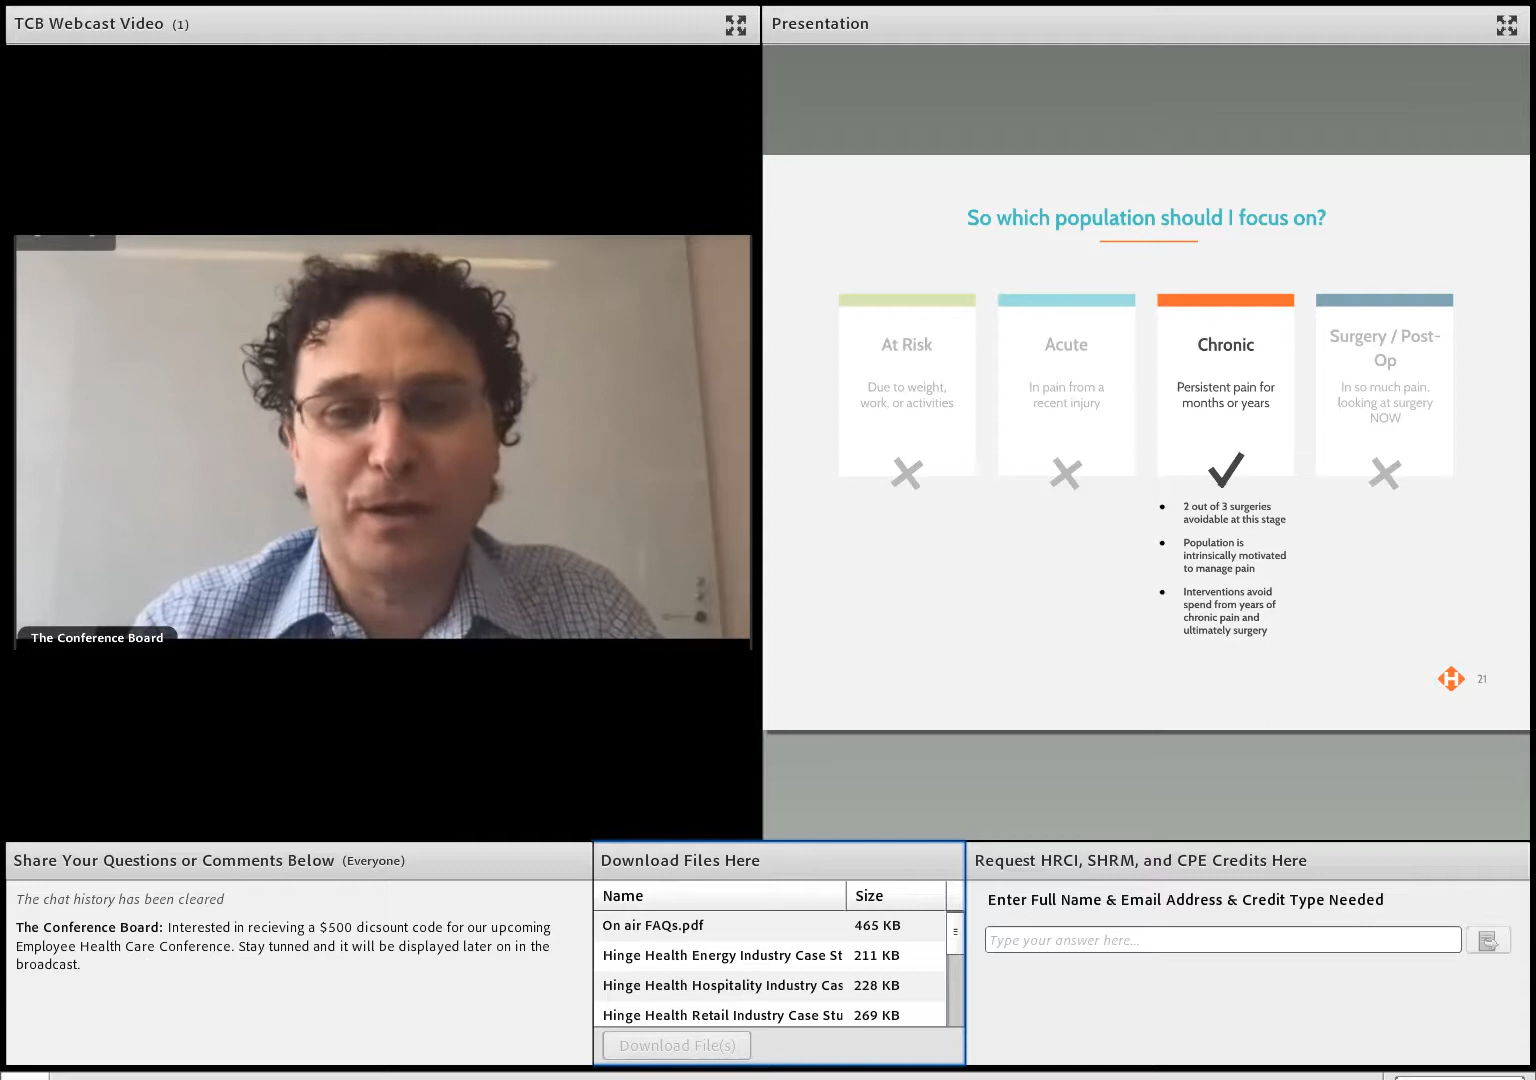 TCB Webcast Video (1)
Presentation
The Conference Board
So which population should I focus on?
At Risk
Due to weight,
work, or activities
Acute
In pain from a
recent injury
Chronic
Persistent pain for
months or years
2 out of 3 surgeries
avoidable at this stage
Population is
intrinsically motivated
to manage pain
Interventions avoid
spend from years of
chronic pain and
ultimately surgery
Surgery / Post-
Op
In so much pain,
looking at surgery
NOW
H 21
Share Your Questions or Comments Below (Everyone)
The chat history has been cleared
The Conference Board: Interested in recieving a $500 dicsount code for our upcoming
Employee Health Care Conference. Stay tunned and it will be displayed later on in the
broadcast.
Download Files Here
Name Size
On air FAQs.pdf 465 KB
Hinge Health Energy Industry Case St 211 KB
Hinge Health Hospitality Industry Cas 228 KB
Hinge Health Retail Industry Case Stu 269 KB
Download File(s)
Request HRCI, SHRM, and CPE Credits Here
Enter Full Name & Email Address & Credit Type Needed
Type your answer here...